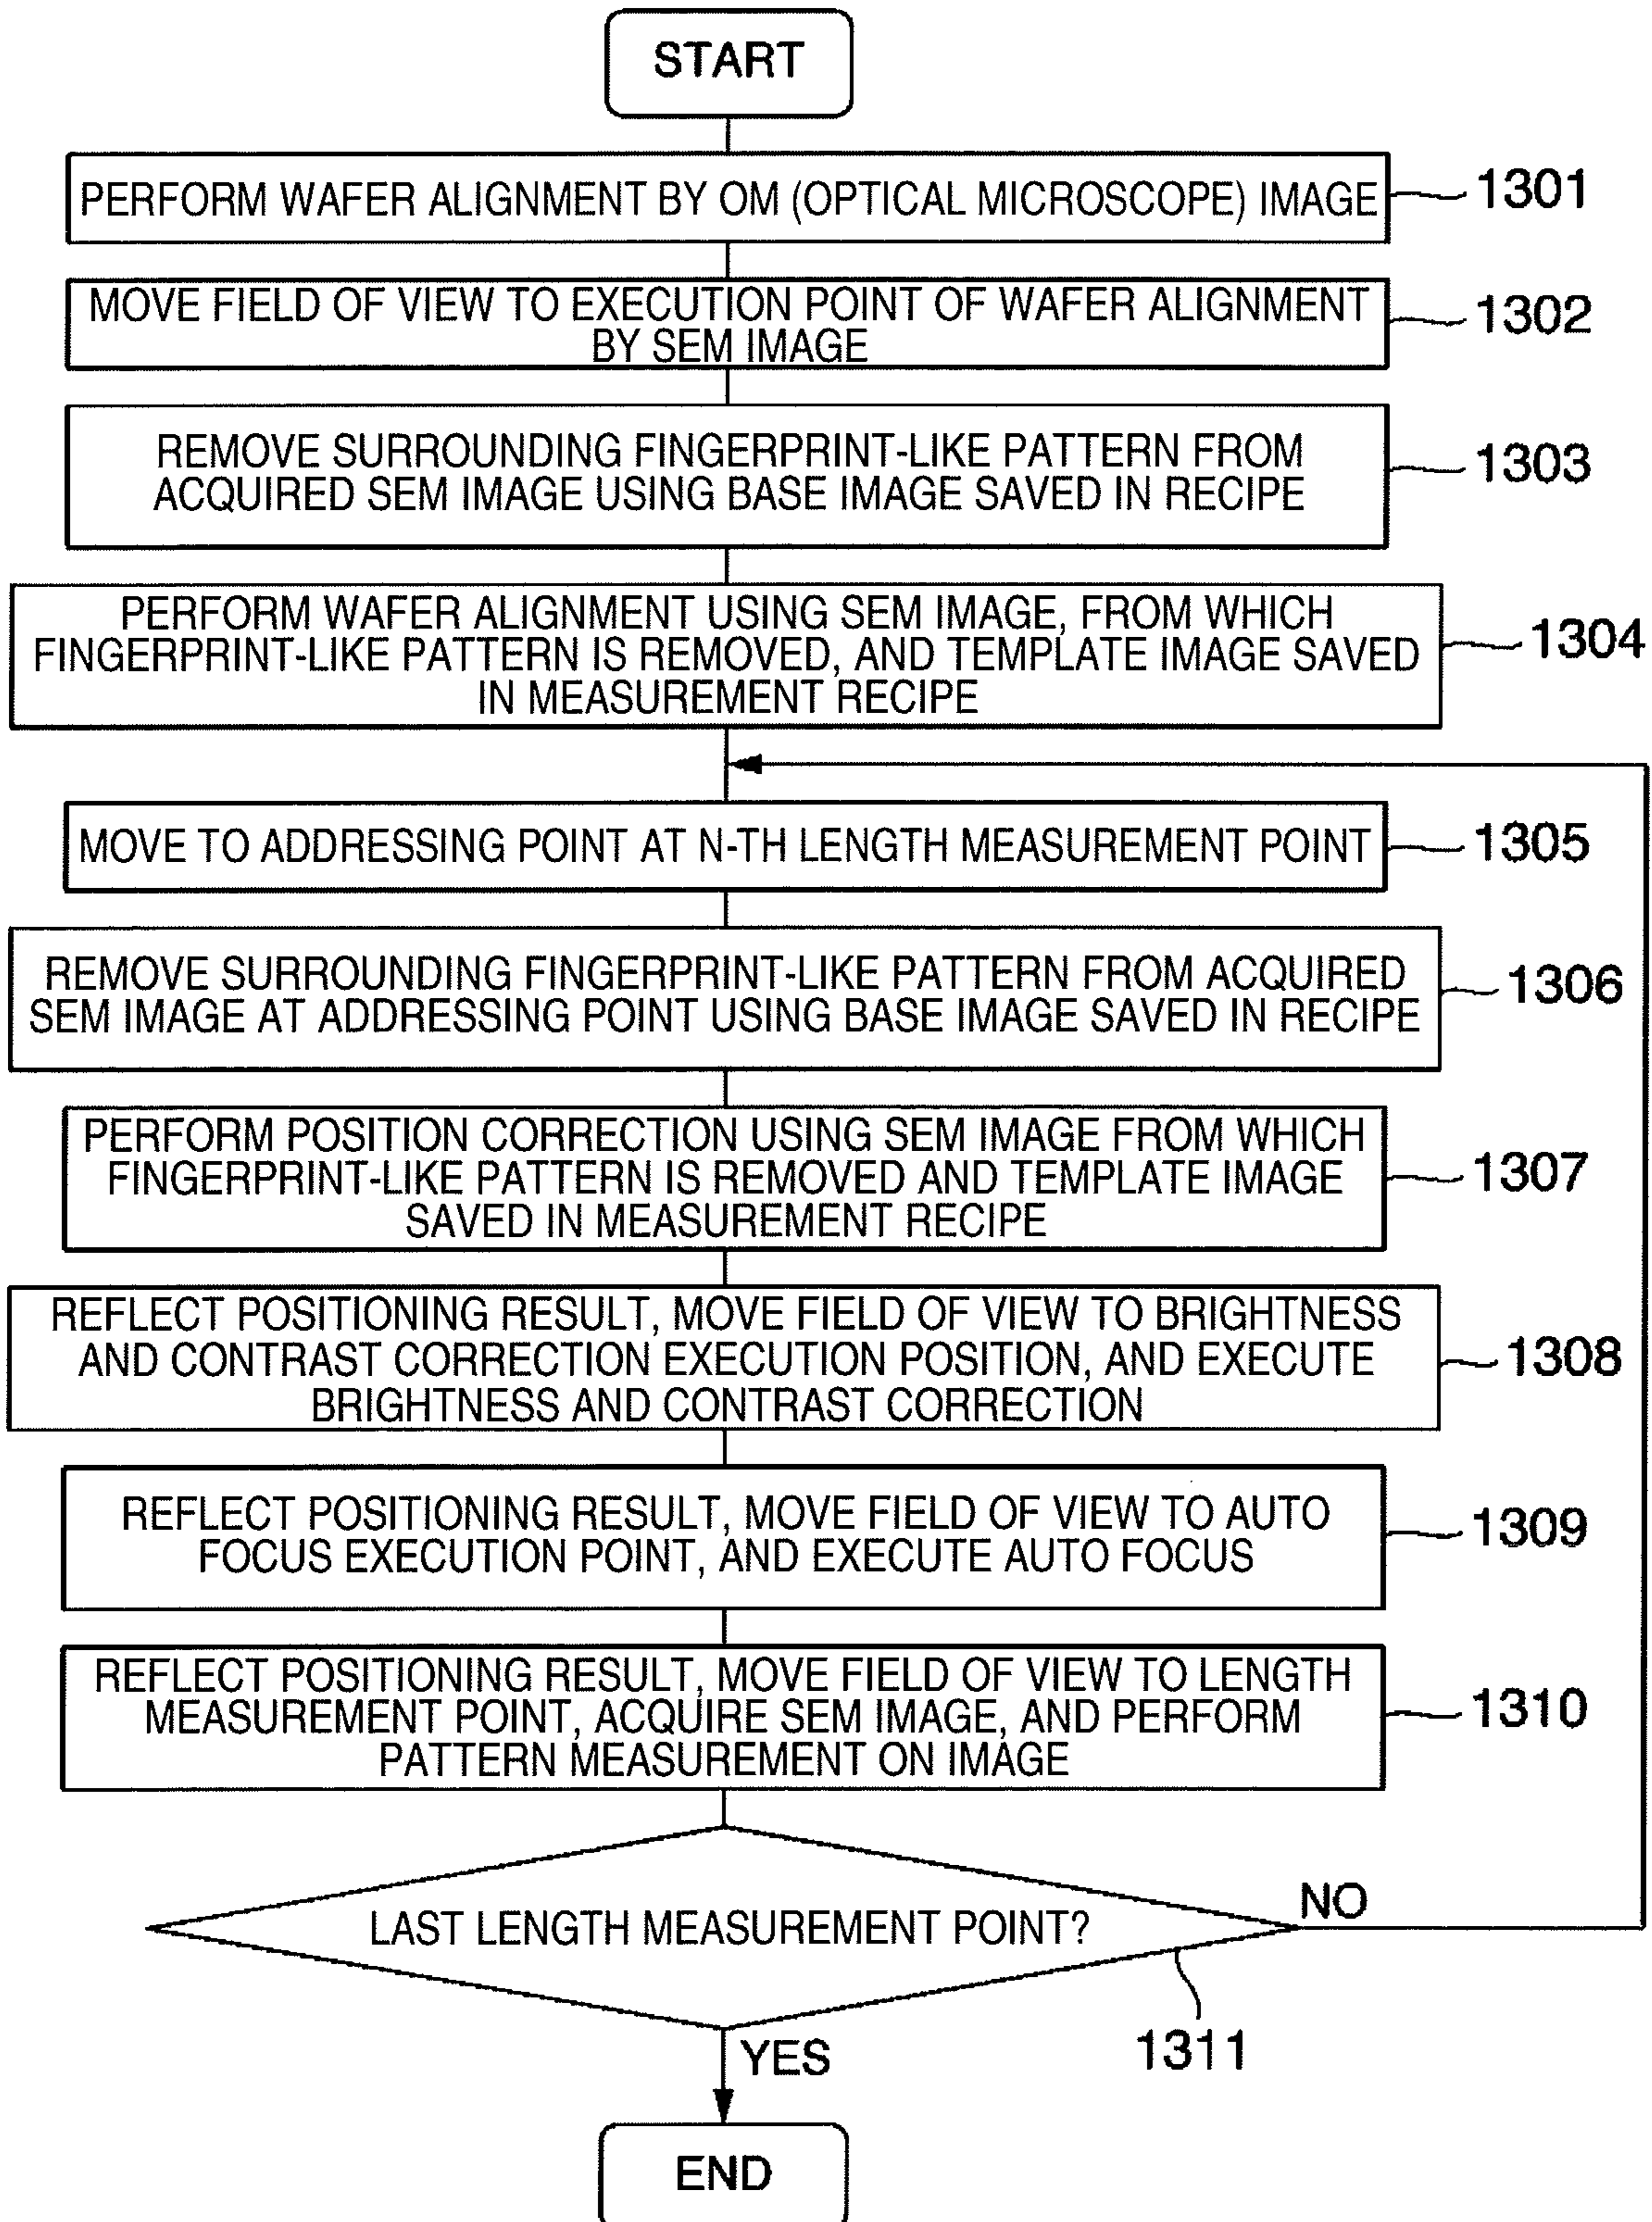 START
PERFORM WAFER ALIGNMENT BY OM (OPTICAL MICROSCOPE) IMAGE
1301
MOVE FIELD OF VIEW TO EXECUTION POINT OF WAFER ALIGNMENT
BY SEM IMAGE
1302
REMOVE SURROUNDING FINGERPRINT-LIKE PATTERN FROM
ACQUIRED SEM IMAGE USING BASE IMAGE SAVED IN RECIPE
1303
PERFORM WAFER ALIGNMENT USING SEM IMAGE, FROM WHICH
FINGERPRINT-LIKE PATTERN IS REMOVED, AND TEMPLATE IMAGE SAVED
IN MEASUREMENT RECIPE
1304
MOVE TO ADDRESSING POINT AT N-TH LENGTH MEASUREMENT POINT
1305
REMOVE SURROUNDING FINGERPRINT-LIKE PATTERN FROM ACQUIRED
SEM IMAGE AT ADDRESSING POINT USING BASE IMAGE SAVED IN RECIPE
1306
PERFORM POSITION CORRECTION USING SEM IMAGE FROM WHICH
FINGERPRINT-LIKE PATTERN IS REMOVED AND TEMPLATE IMAGE
SAVED IN MEASUREMENT RECIPE
1307
REFLECT POSITIONING RESULT, MOVE FIELD OF VIEW TO BRIGHTNESS
AND CONTRAST CORRECTION EXECUTION POSITION, AND EXECUTE
BRIGHTNESS AND CONTRAST CORRECTION
1308
REFLECT POSITIONING RESULT, MOVE FIELD OF VIEW TO AUTO
FOCUS EXECUTION POINT, AND EXECUTE AUTO FOCUS
1309
REFLECT POSITIONING RESULT, MOVE FIELD OF VIEW TO LENGTH
MEASUREMENT POINT, ACQUIRE SEM IMAGE, AND PERFORM
PATTERN MEASUREMENT ON IMAGE
1310
LAST LENGTH MEASUREMENT POINT?
NO
1311
YES
END